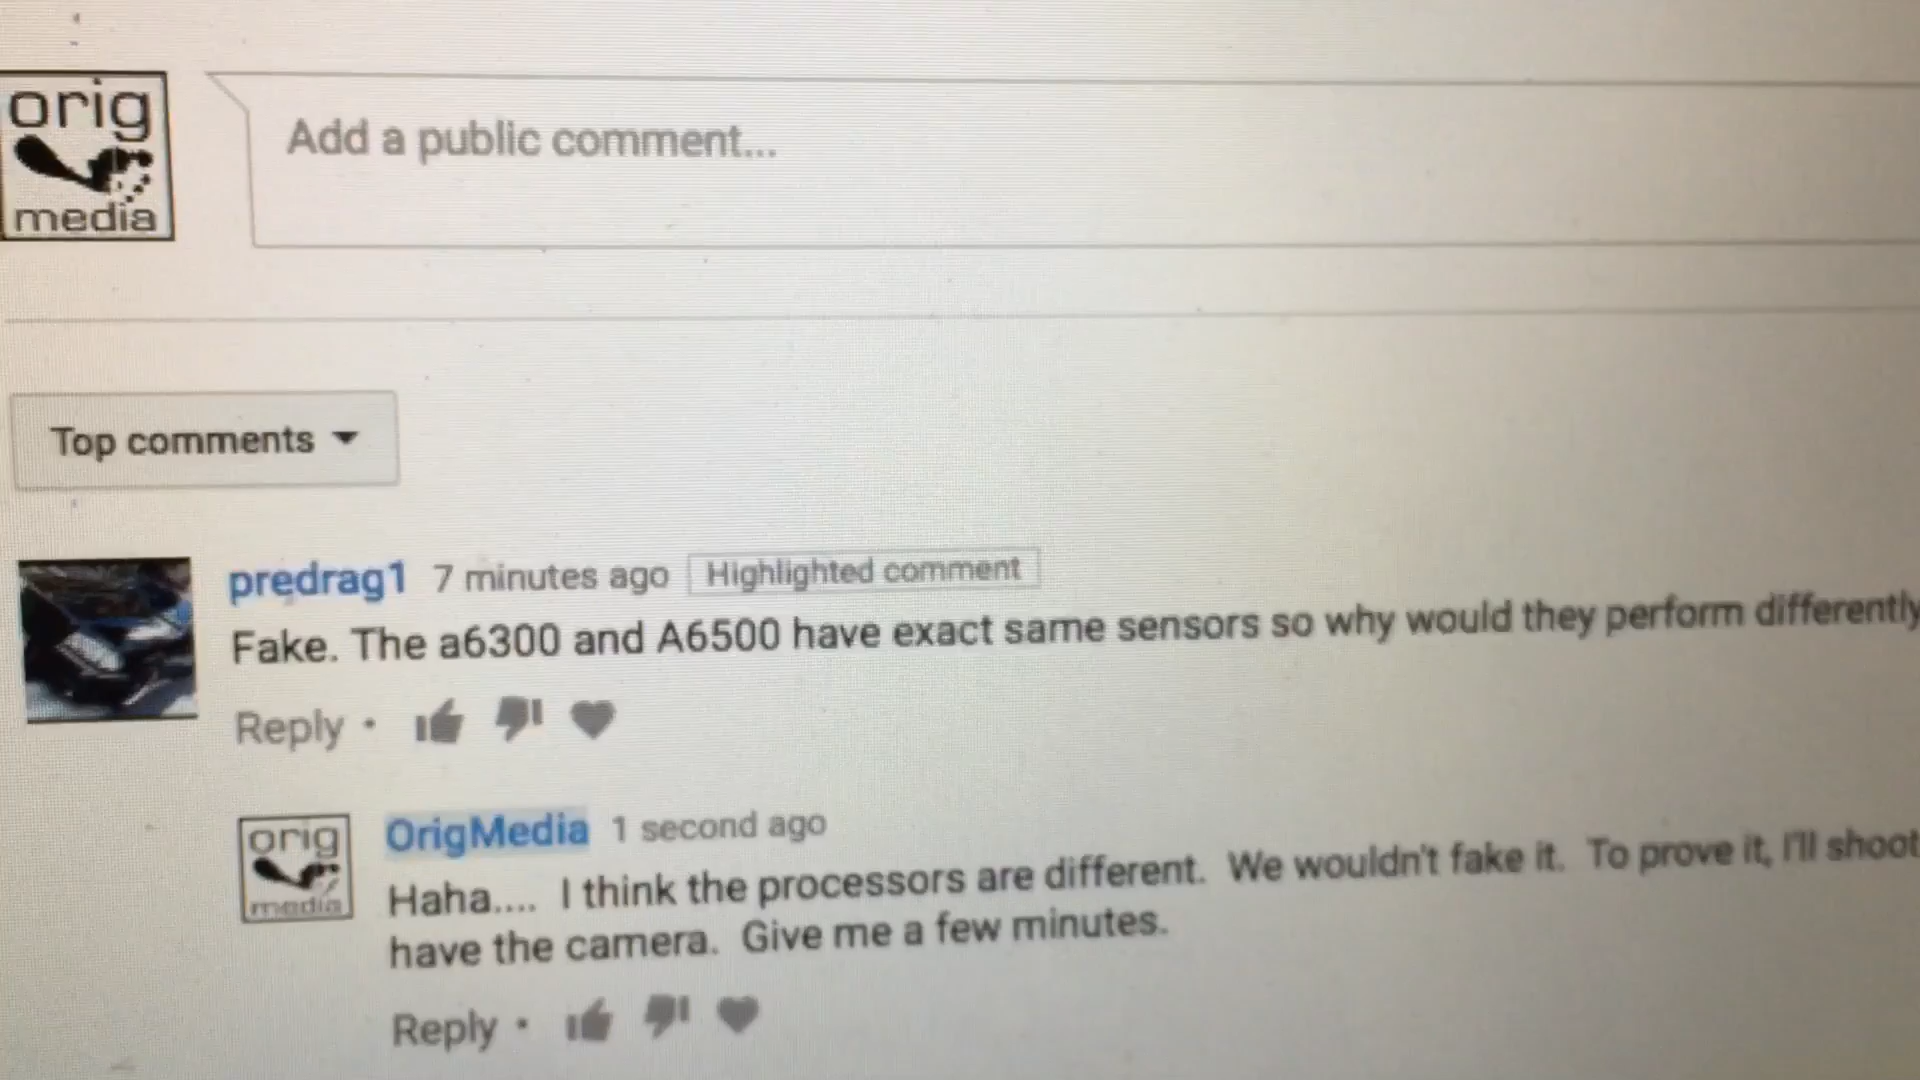 orig
media
Add a public comment...
Top comments
predrag1 7 minutes ago Highlighted comment
Fake. The a6300 and A6500 have exact same sensors so why would they perform differently
Reply •
orig
media
OrigMedia 1 second ago
Haha.... I think the processors are different. We wouldn't fake it. To prove it, I'll shoot
have the camera. Give me a few minutes.
Reply •